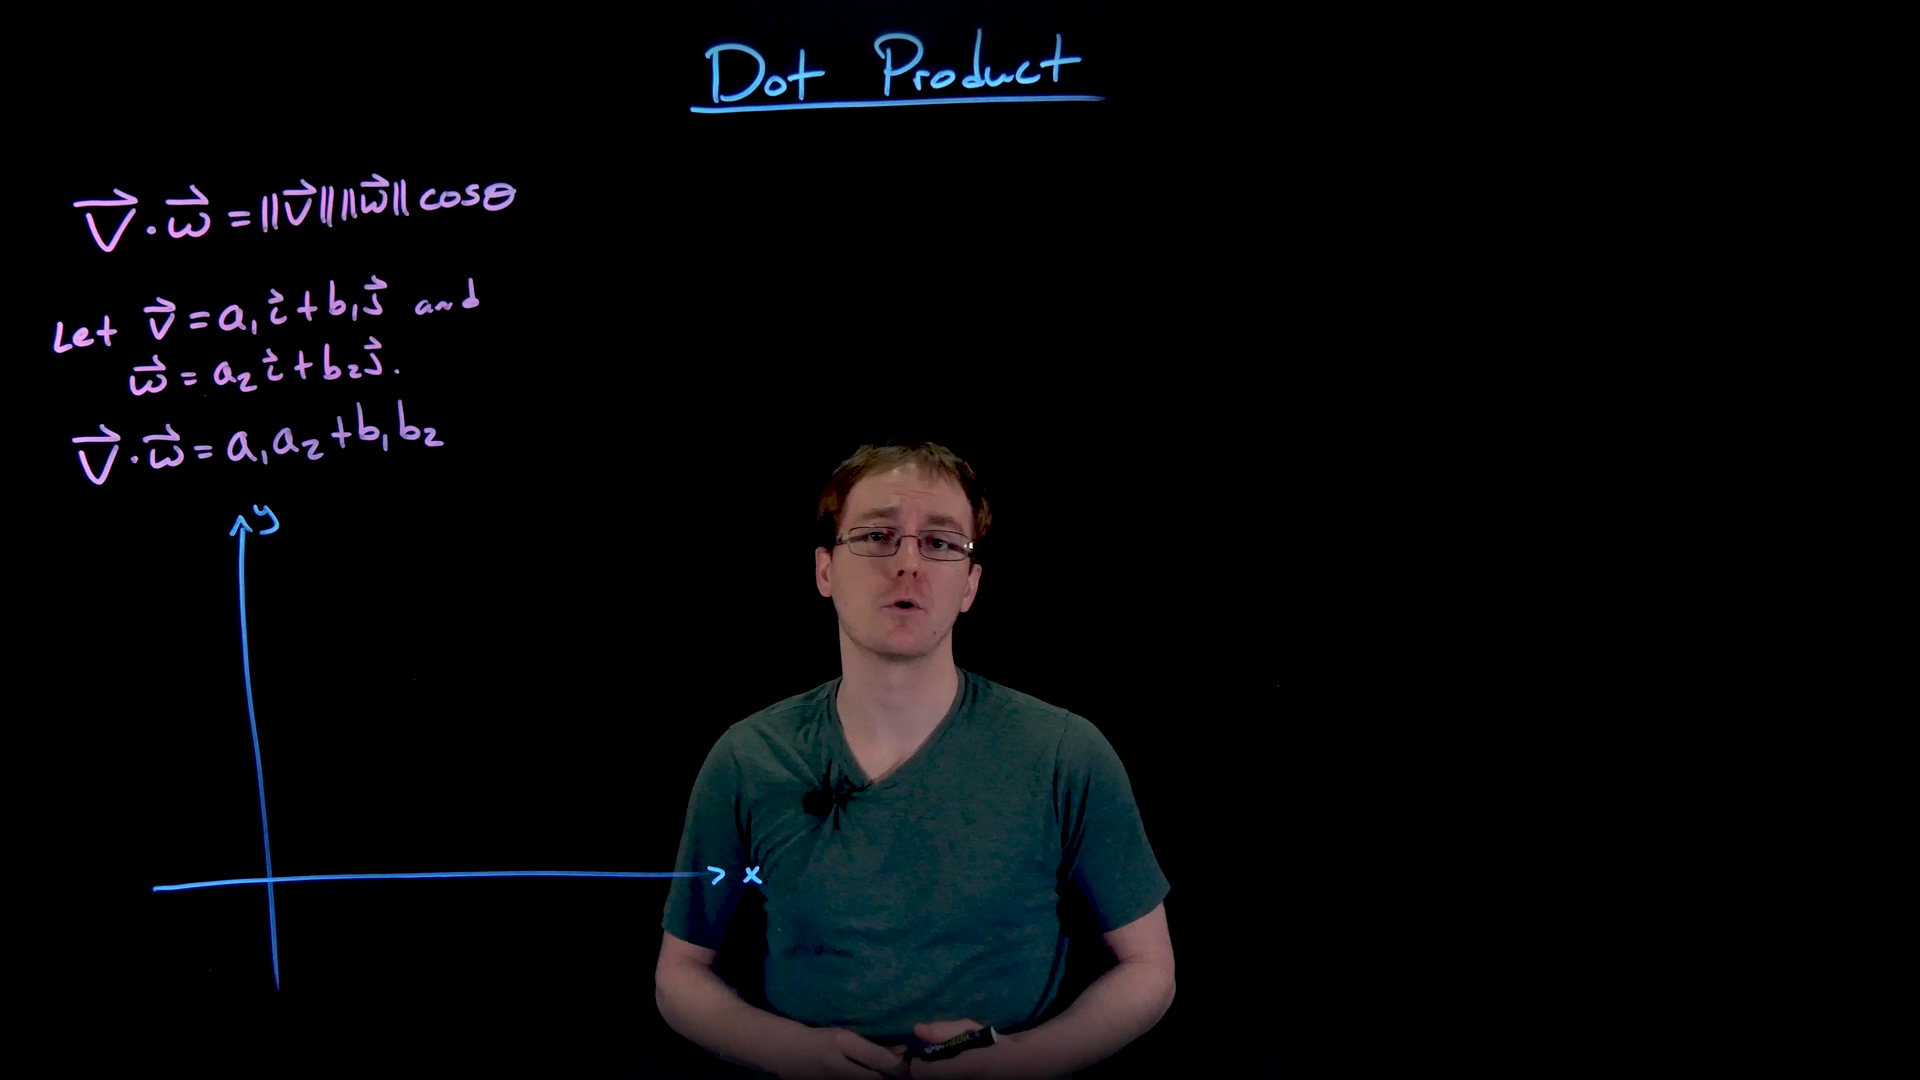 Dot Product
v⃗ · w⃗ = ||v⃗|| ||w⃗|| cosθ
Let v⃗ = a₁i⃗ + b₁j⃗ and
w⃗ = a₂i⃗ + b₂j⃗.
v⃗ · w⃗ = a₁a₂ + b₁b₂
y
x